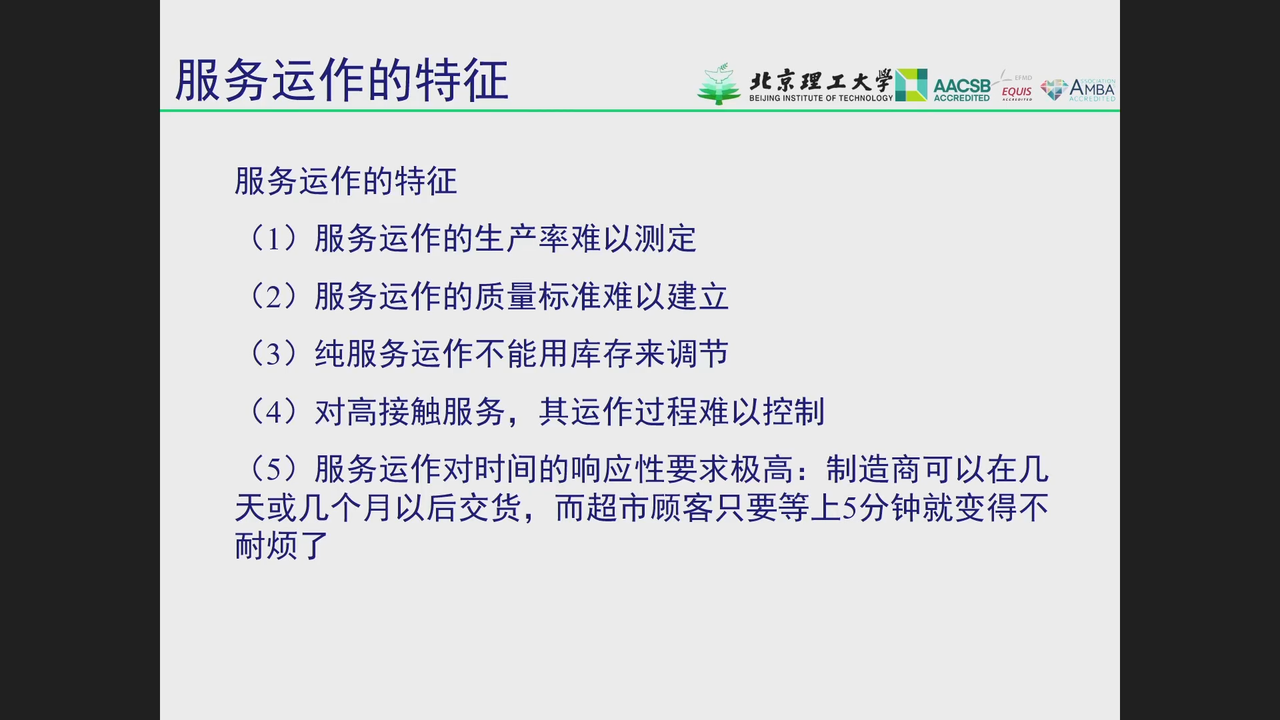 服务运作的特征
北京理工大学
BEIJING INSTITUTE OF TECHNOLOGY
AACSB
ACCREDITED
EFMD
EQUIS
ACCREDITED
ASSOCIATION
AMBA
ACCREDITED
服务运作的特征
（1）服务运作的生产率难以测定
（2）服务运作的质量标准难以建立
（3）纯服务运作不能用库存来调节
（4）对高接触服务，其运作过程难以控制
（5）服务运作对时间的响应性要求极高：制造商可以在几
天或几个月以后交货，而超市顾客只要等上5分钟就变得不
耐烦了